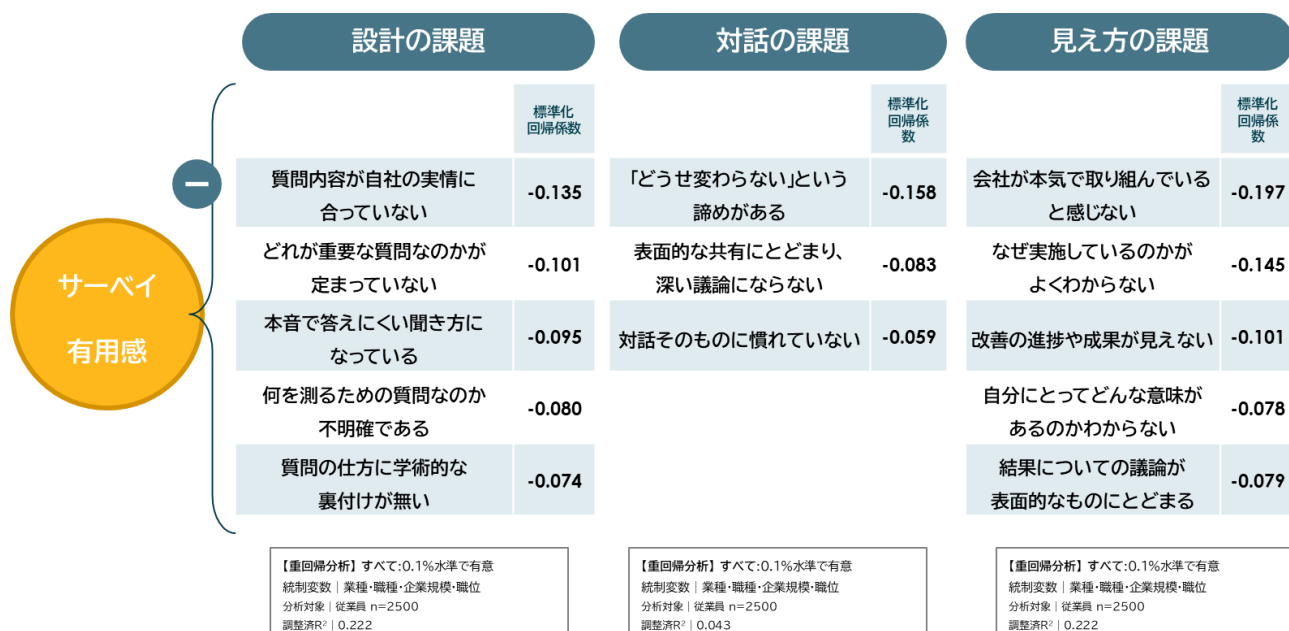 設計の課題
対話の課題
見え方の課題
サーベイ
有用感
−
標準化
回帰係数
質問内容が自社の実情に
合っていない
-0.135
どれが重要な質問なのかが
定まっていない
-0.101
本音で答えにくい聞き方に
なっている
-0.095
何を測るための質問なのか
不明確である
-0.080
質問の仕方に学術的な
裏付けが無い
-0.074
【重回帰分析】すべて:0.1%水準で有意
統制変数｜業種・職種・企業規模・職位
分析対象｜従業員 n=2500
調整済R²｜0.222
標準化
回帰係
数
「どうせ変わらない」という
諦めがある
-0.158
表面的な共有にとどまり、
深い議論にならない
-0.083
対話そのものに慣れていない
-0.059
【重回帰分析】すべて:0.1%水準で有意
統制変数｜業種・職種・企業規模・職位
分析対象｜従業員 n=2500
調整済R²｜0.043
標準化
回帰係
数
会社が本気で取り組んでいる
と感じない
-0.197
なぜ実施しているのかが
よくわからない
-0.145
改善の進捗や成果が見えない
-0.101
自分にとってどんな意味が
あるのかわからない
-0.078
結果についての議論が
表面的なものにとどまる
-0.079
【重回帰分析】すべて:0.1%水準で有意
統制変数｜業種・職種・企業規模・職位
分析対象｜従業員 n=2500
調整済R²｜0.222